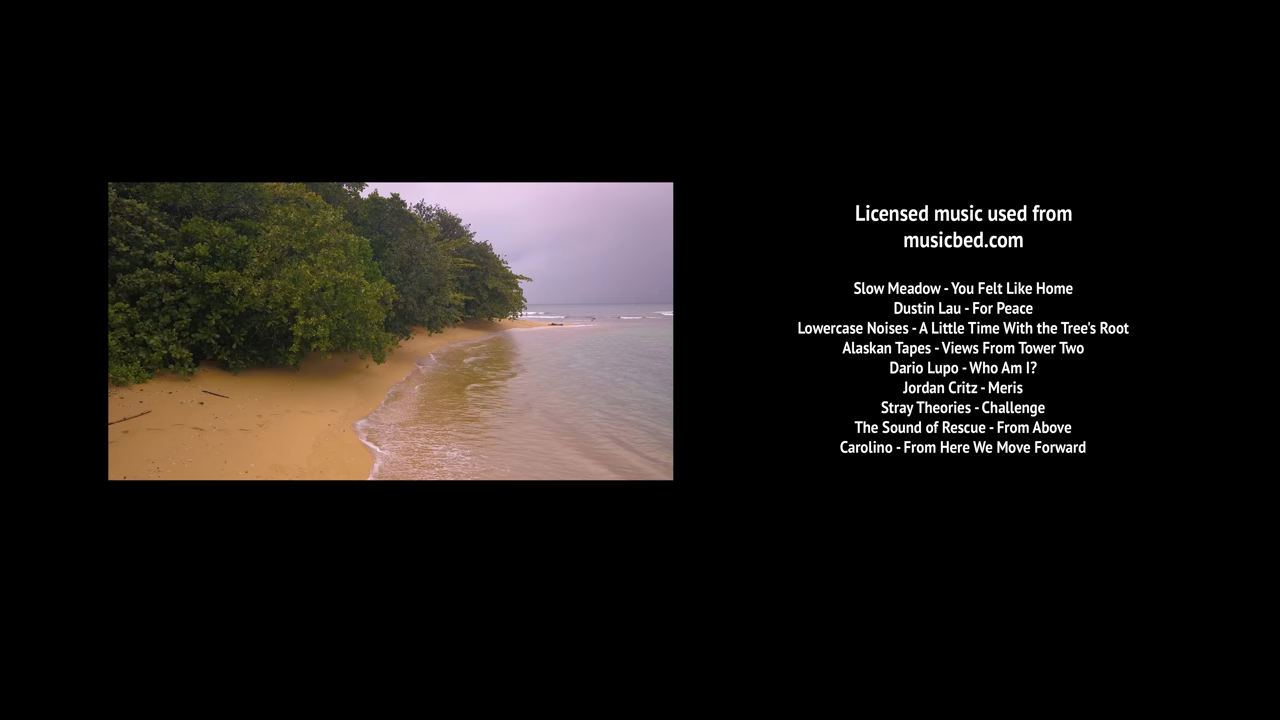 Licensed music used from
musicbed.com
Slow Meadow - You Felt Like Home
Dustin Lau - For Peace
Lowercase Noises - A Little Time With the Tree's Root
Alaskan Tapes - Views From Tower Two
Dario Lupo - Who Am I?
Jordan Critz - Meris
Stray Theories - Challenge
The Sound of Rescue - From Above
Carolino - From Here We Move Forward